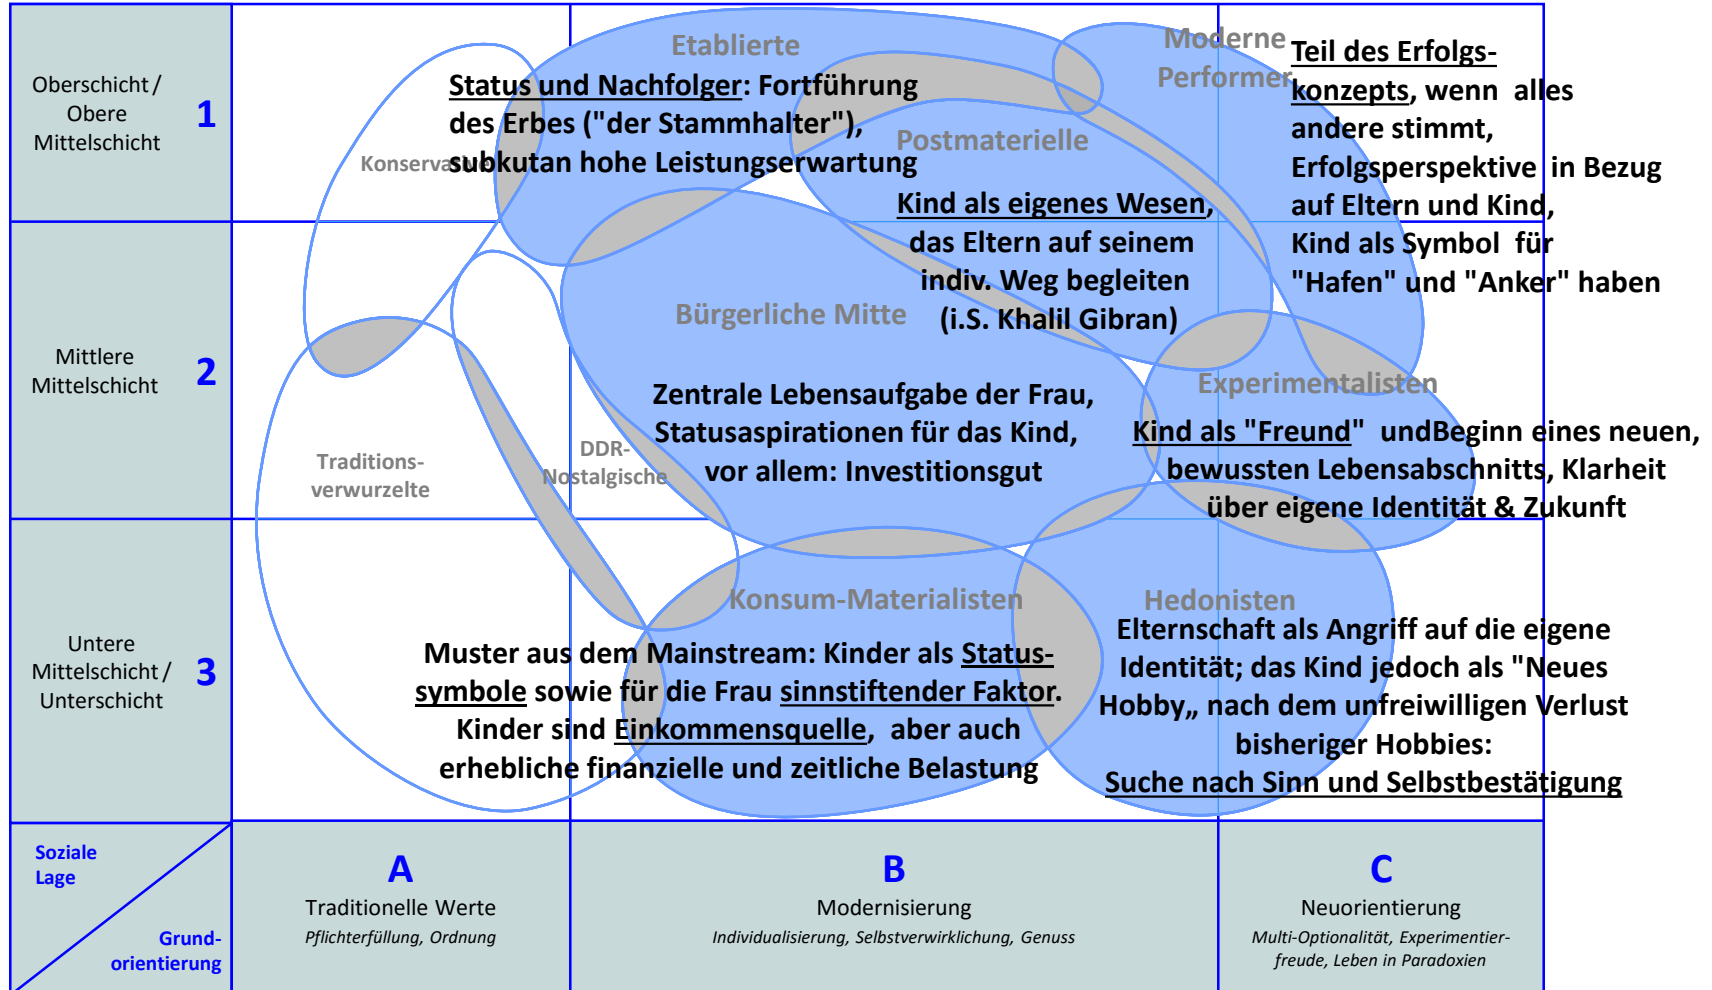 Oberschicht /
Obere
Mittelschicht
1
Etablierte
Status und Nachfolger: Fortführung
des Erbes ("der Stammhalter"),
subkutan hohe Leistungserwartung
Konservative
Moderne
Performer
Teil des Erfolgs-
konzepts, wenn alles
andere stimmt,
Erfolgsperspektive in Bezug
auf Eltern und Kind,
Kind als Symbol für
"Hafen" und "Anker" haben
Postmaterielle
Kind als eigenes Wesen,
das Eltern auf seinem
indiv. Weg begleiten
(i.S. Khalil Gibran)
Mittlere
Mittelschicht
2
Bürgerliche Mitte
Zentrale Lebensaufgabe der Frau,
Statusaspirationen für das Kind,
vor allem: Investitionsgut
Traditions-
verwurzelte
DDR-
Nostalgische
Experimentalisten
Kind als "Freund" undBeginn eines neuen,
bewussten Lebensabschnitts, Klarheit
über eigene Identität & Zukunft
Untere
Mittelschicht /
Unterschicht
3
Konsum-Materialisten
Muster aus dem Mainstream: Kinder als Status-
symbole sowie für die Frau sinnstiftender Faktor.
Kinder sind Einkommensquelle, aber auch
erhebliche finanzielle und zeitliche Belastung
Hedonisten
Elternschaft als Angriff auf die eigene
Identität; das Kind jedoch als "Neues
Hobby„ nach dem unfreiwilligen Verlust
bisheriger Hobbies:
Suche nach Sinn und Selbstbestätigung
Soziale
Lage
Grund-
orientierung
A
Traditionelle Werte
Pflichterfüllung, Ordnung
B
Modernisierung
Individualisierung, Selbstverwirklichung, Genuss
C
Neuorientierung
Multi-Optionalität, Experimentier-
freude, Leben in Paradoxien